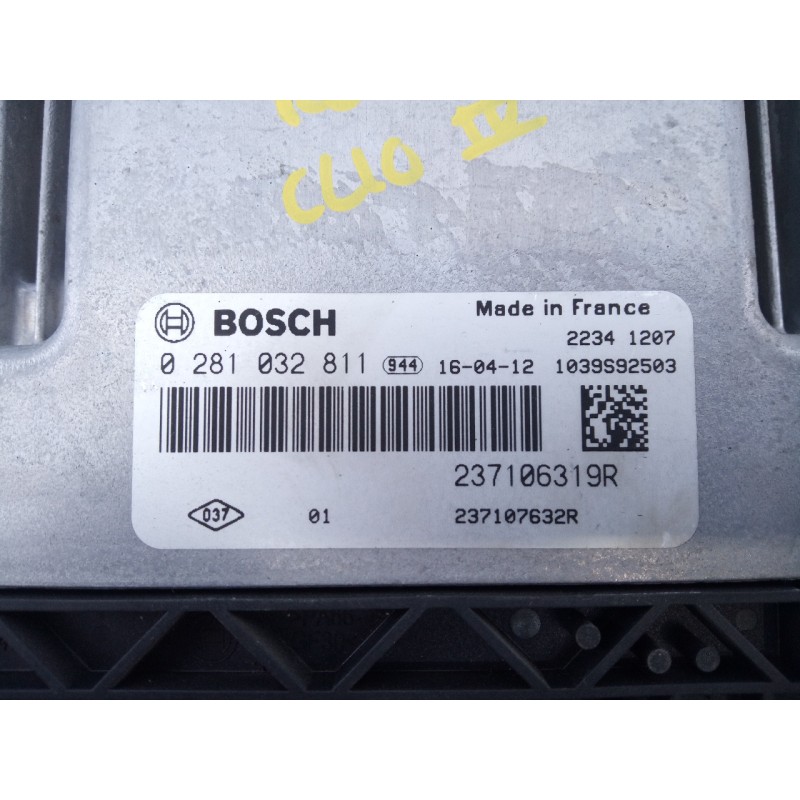 CLIO IV
BOSCH
Made in France
2234 1207
0 281 032 811 944 16-04-12 1039S92503
237106319R
037 01 237107632R